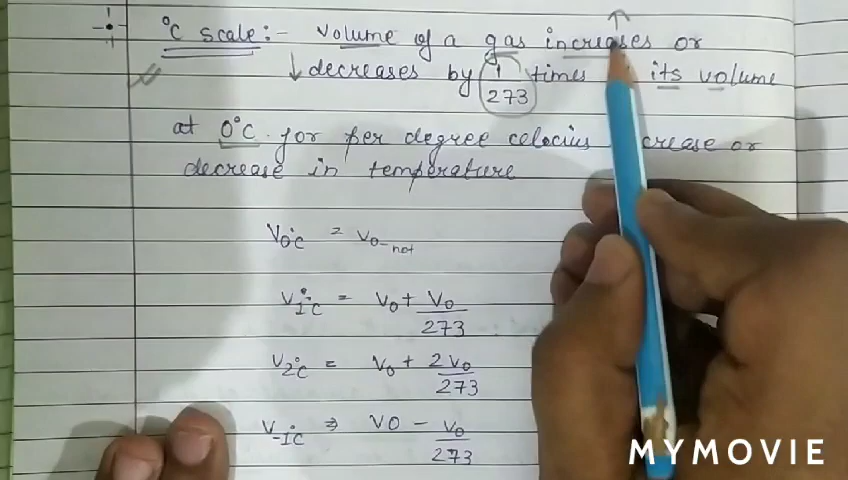 °C scale:- volume of a gas increases or
↓ decreases by 1/273 times its volume
at 0°C for per degree celocius crease or
decrease in temperature
V0°C = V0-not
V1°C = V0 + V0/273
V2°C = V0 + 2V0/273
V-1°C ⇒ V0 - V0/273
MYMOVIE